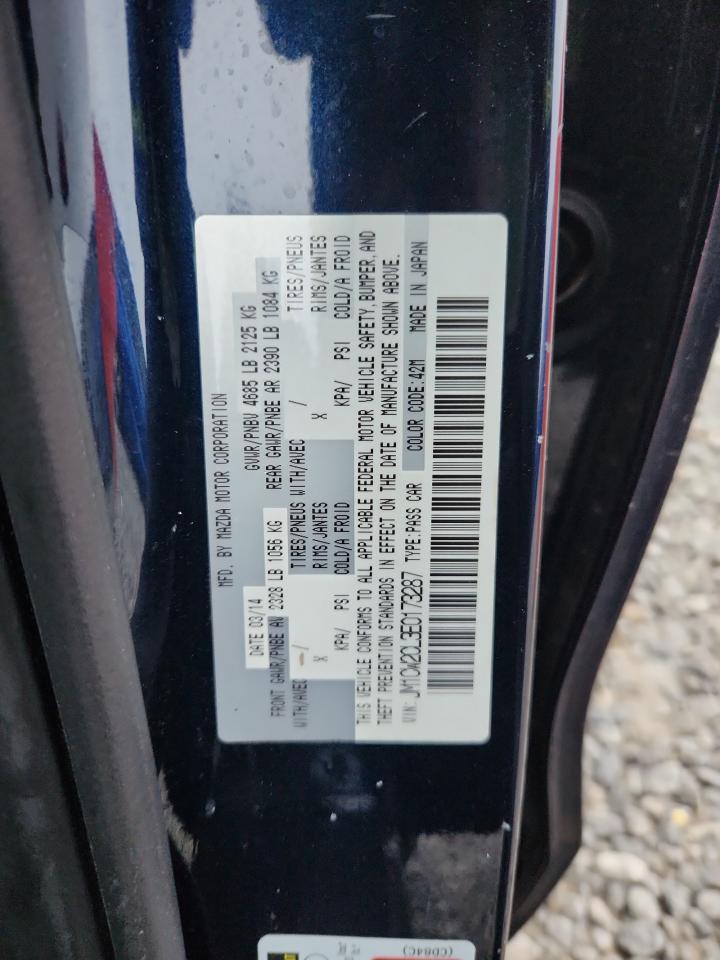 MFD. BY MAZDA MOTOR CORPORATION
DATE 03/14 GVWR/PNBV 4685 LB 2125 KG
FRONT GAWR/PNBE AV 2328 LB 1056 KG REAR GAWR/PNBE AR 2390 LB 1084 KG
WITH/AVEC / TIRES/PNEUS WITH/AVEC / TIRES/PNEUS
X RIMS/JANTES X RIMS/JANTES
KPA/ PSI COLD/A FROID KPA/ PSI COLD/A FROID
THIS VEHICLE CONFORMS TO ALL APPLICABLE FEDERAL MOTOR VEHICLE SAFETY, BUMPER, AND
THEFT PREVENTION STANDARDS IN EFFECT ON THE DATE OF MANUFACTURE SHOWN ABOVE.
COLOR CODE:42M MADE IN JAPAN
VIN: JM1CW2CL3E0173287 TYPE:PASS CAR
(CD84C)